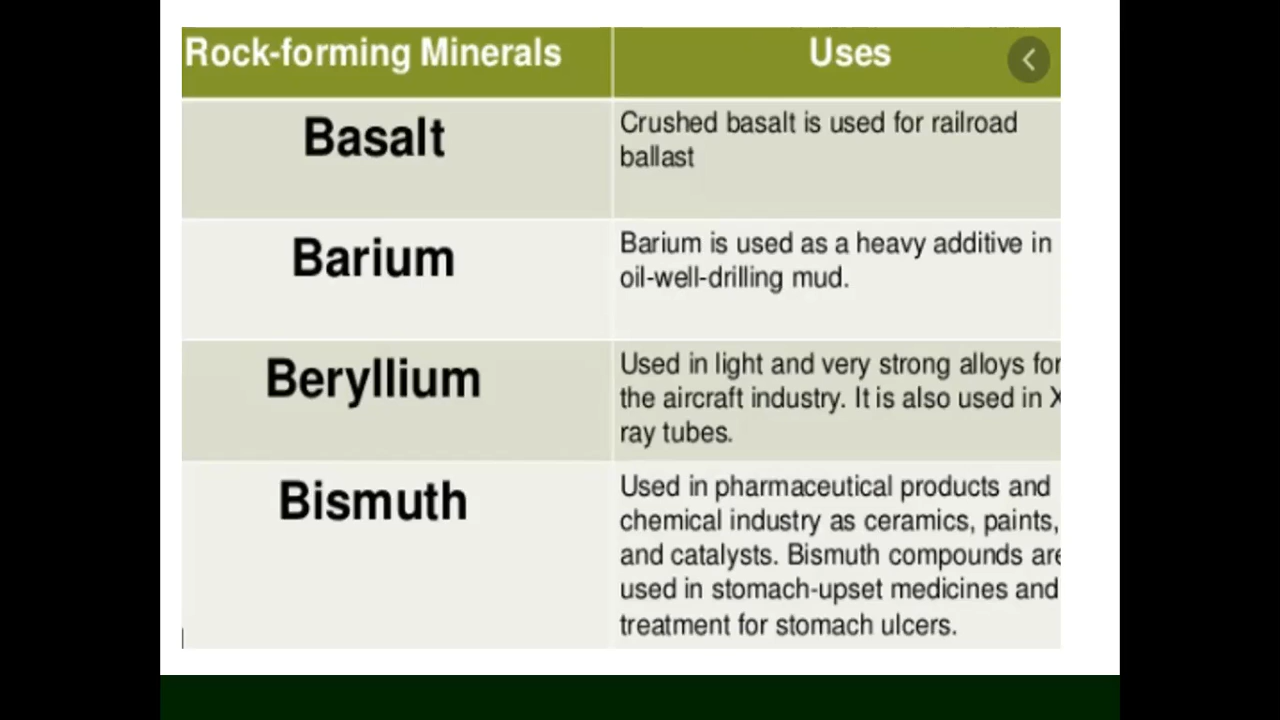 Rock-forming Minerals
Uses
Basalt
Crushed basalt is used for railroad
ballast
Barium
Barium is used as a heavy additive in
oil-well-drilling mud.
Beryllium
Used in light and very strong alloys for
the aircraft industry. It is also used in X
ray tubes.
Bismuth
Used in pharmaceutical products and
chemical industry as ceramics, paints,
and catalysts. Bismuth compounds are
used in stomach-upset medicines and
treatment for stomach ulcers.